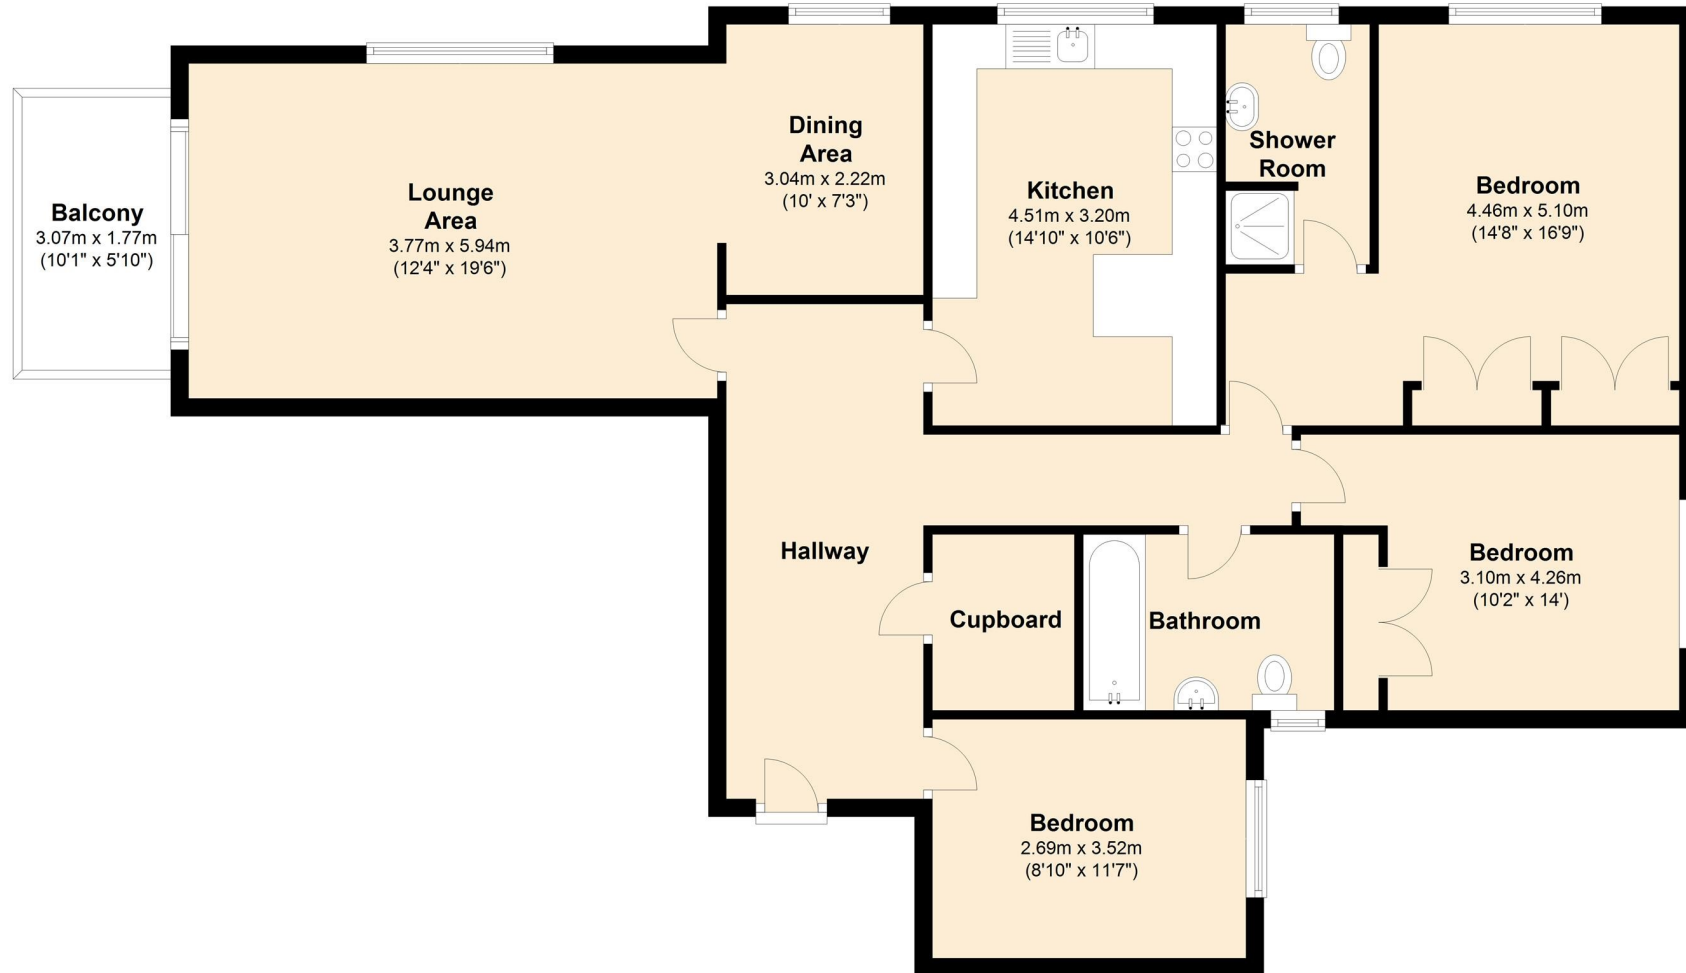 Balcony
3.07m x 1.77m
(10'1" x 5'10")
Lounge
Area
3.77m x 5.94m
(12'4" x 19'6")
Dining
Area
3.04m x 2.22m
(10' x 7'3")
Kitchen
4.51m x 3.20m
(14'10" x 10'6")
Shower
Room
Bedroom
4.46m x 5.10m
(14'8" x 16'9")
Hallway
Cupboard
Bathroom
Bedroom
3.10m x 4.26m
(10'2" x 14')
Bedroom
2.69m x 3.52m
(8'10" x 11'7")